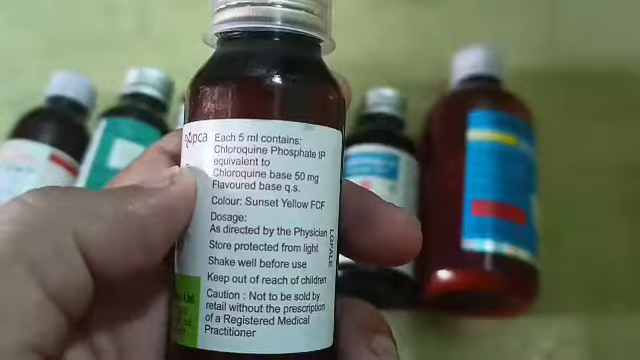 ipca
Each 5 ml contains:
Chloroquine Phosphate IP
equivalent to
Chloroquine base 50 mg
Flavoured base q.s.
Colour: Sunset Yellow FCF
Dosage:
As directed by the Physician
Store protected from light
Shake well before use
Keep out of reach of children
Caution : Not to be sold by
retail without the prescription
of a Registered Medical
Practitioner
Ltd.